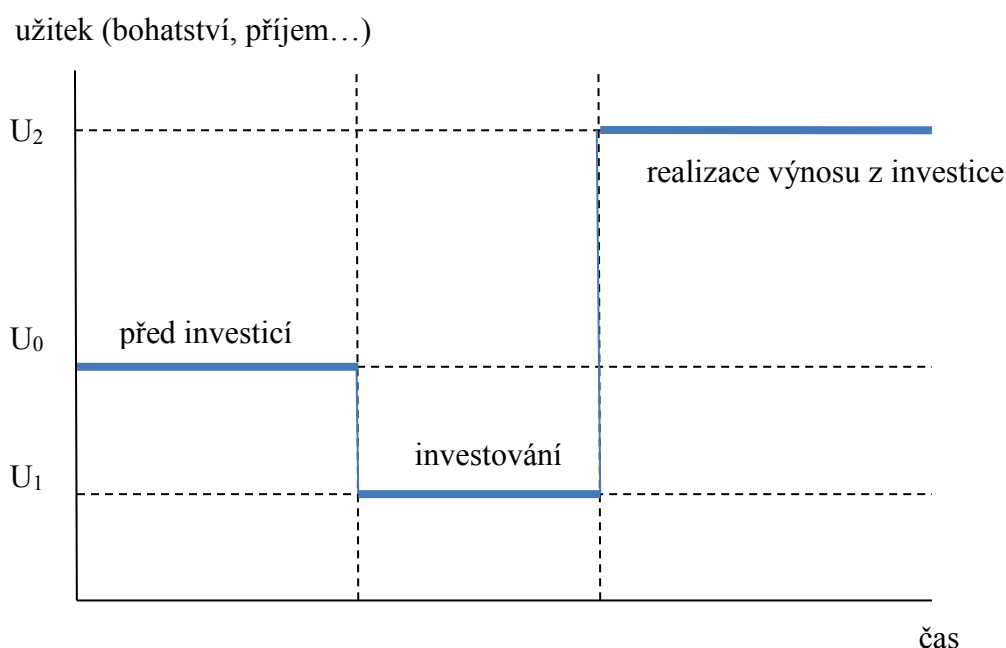 užitek (bohatství, příjem…)
U₂
realizace výnosu z investice
U₀
před investicí
investování
U₁
čas